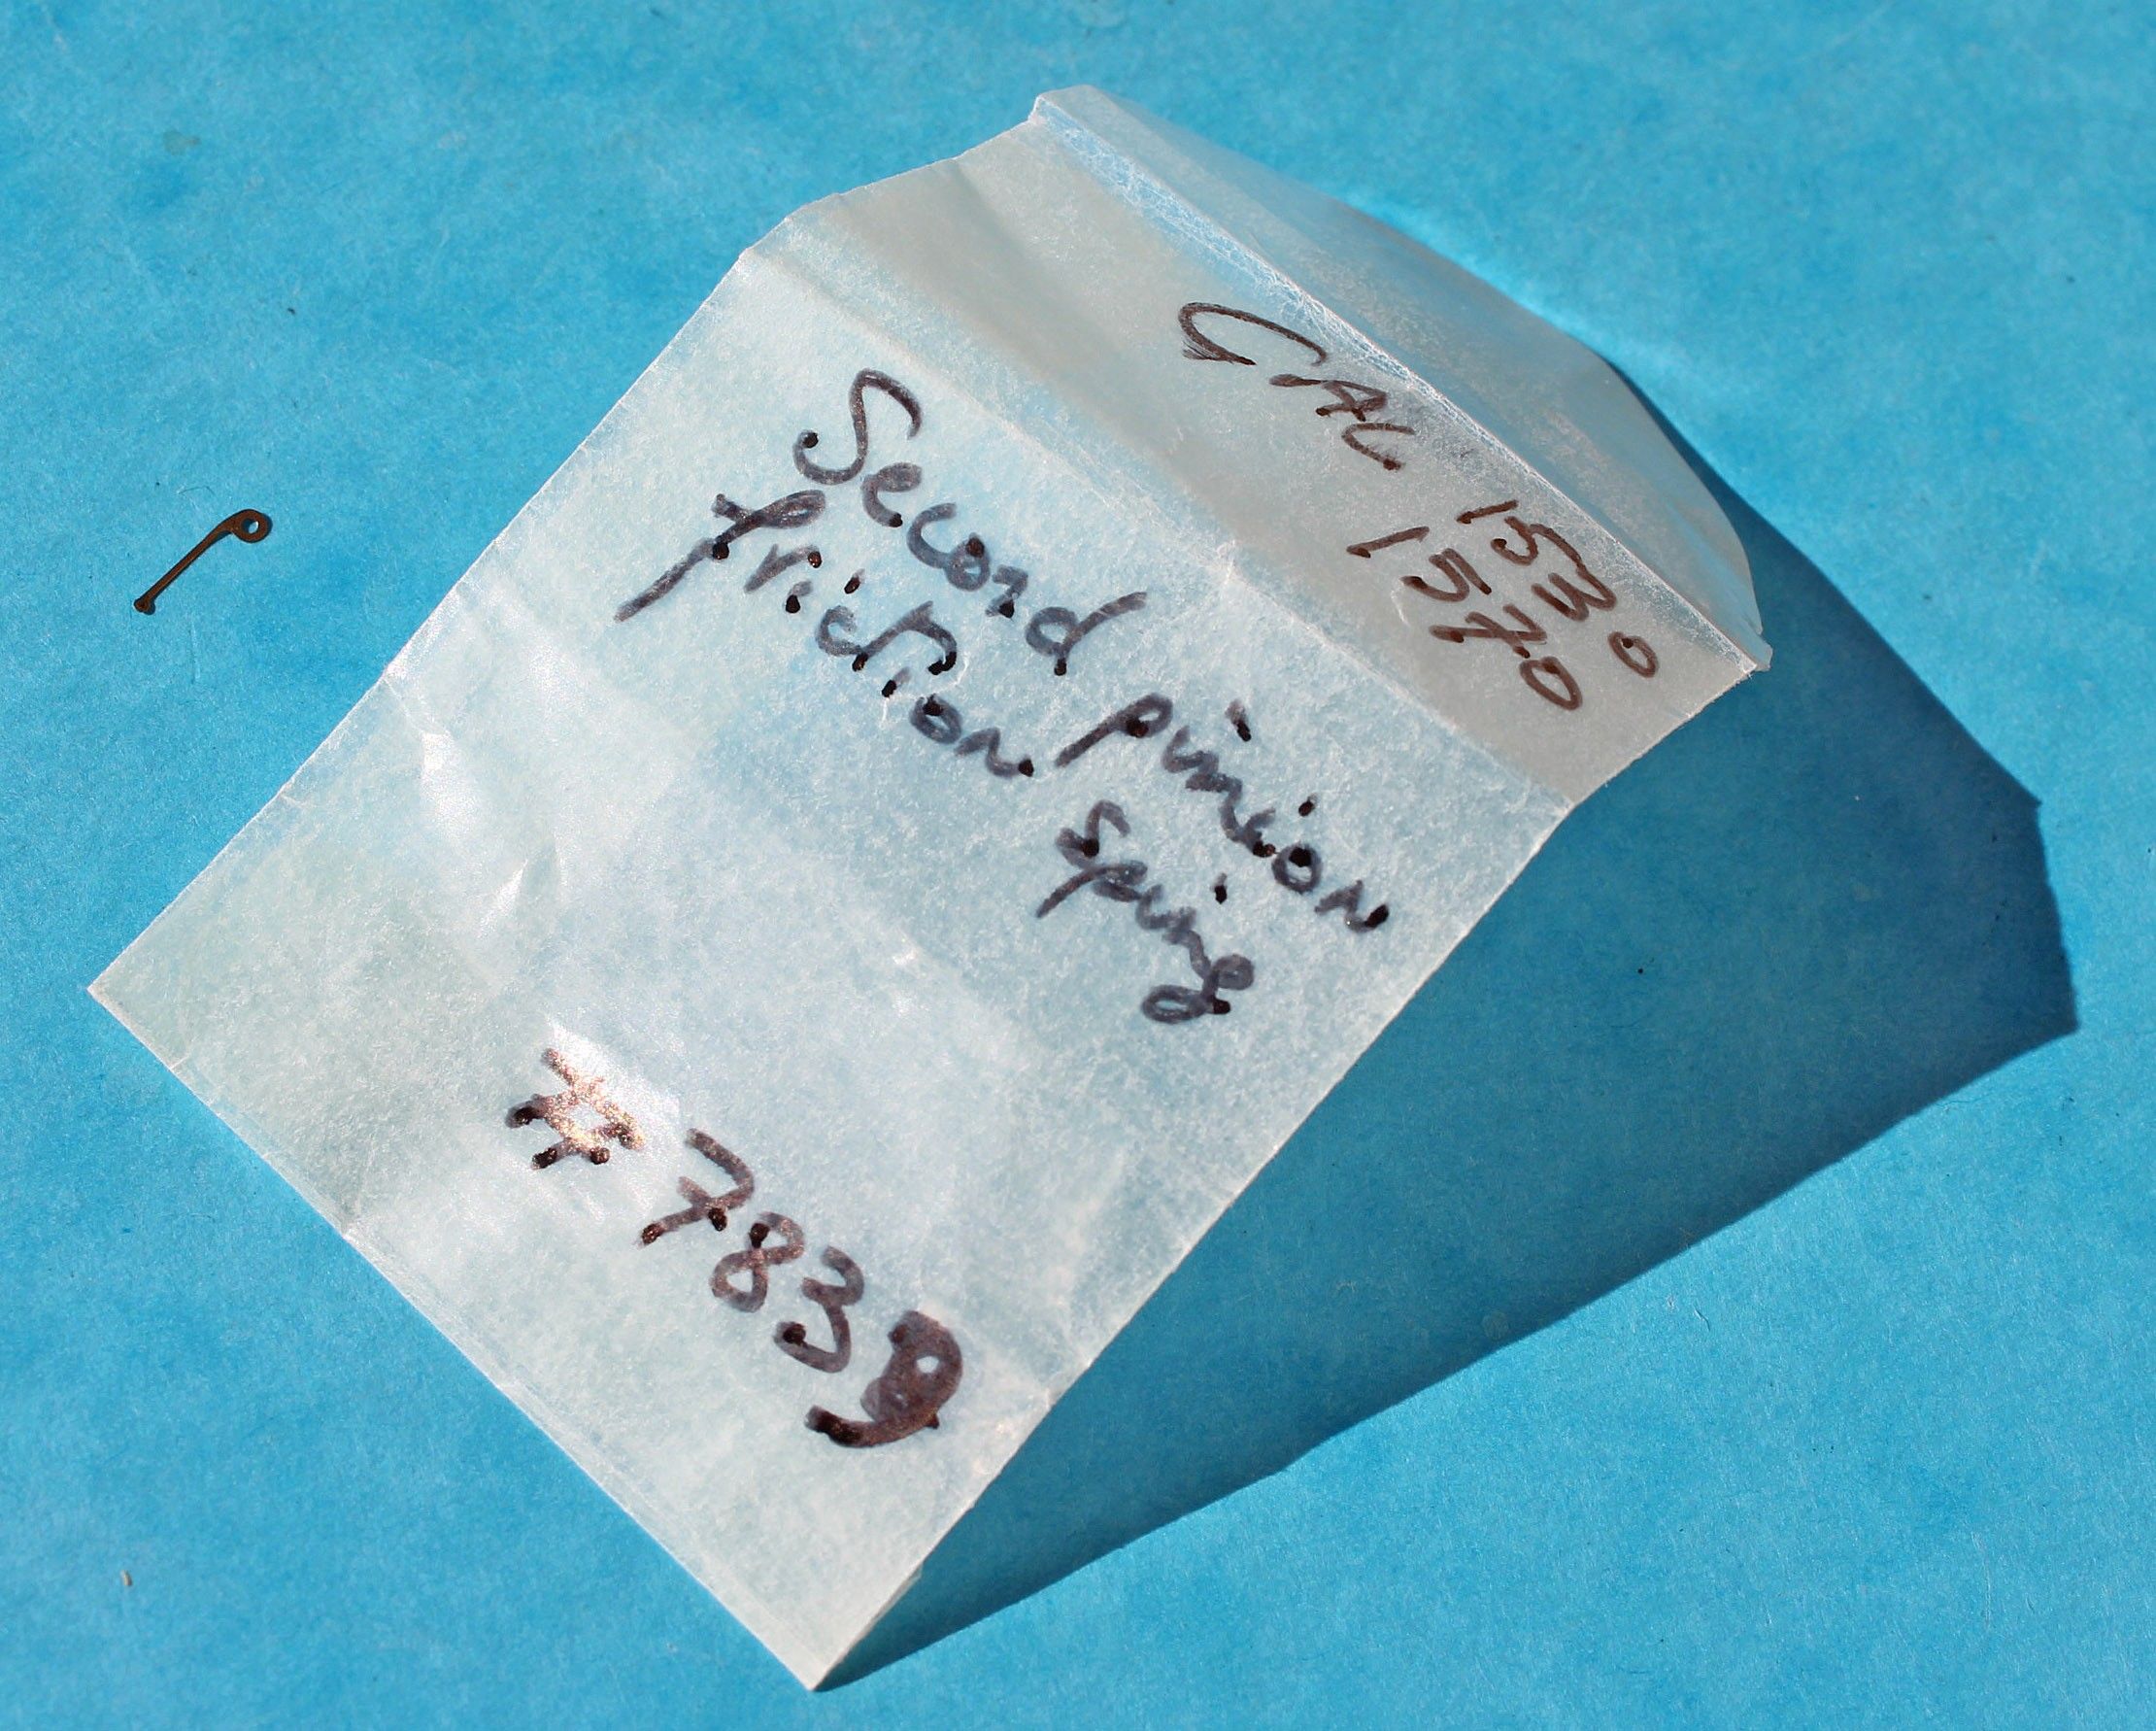 CAL 1530
1570
Second pinion
friction spring
# 7839